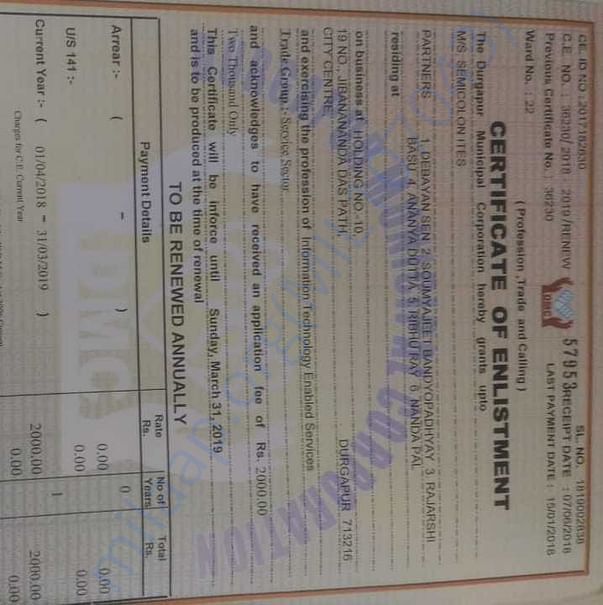 CE. ID NO :2017182830
C.E. NO. : 36230/ 2018 - 2019 /RENEW
Previous Certificate No. : 36230
Ward No. : 22
DMC
57953
SL. NO. 1819002838
RECEIPT DATE : 07/06/2018
LAST PAYMENT DATE : 15/01/2018
( Profession ,Trade and Calling )
CERTIFICATE OF ENLISTMENT
The Durgapur Municipal Corporation hereby grants upto
M/S SEMICOLON ITES
PARTNERS 1. DEBAYAN SEN 2. SOUMYAJEET BANDYOPADHYAY 3. RAJARSHI
BASU 4. ANANYA DUTTA 5. RIBHU RAY 6. NANDA PAL
residing at
on business at HOLDING NO.-10
19 NO., JIBANANANDA DAS PATH,
CITY CENTRE
DURGAPUR 713216
and exercising the profession of Information Technology Enabled Services
Trade Group :- Service Sector
and acknowledges to have received an application fee of Rs. 2000.00
Two Thousand Only
This Certificate will be inforce until Sunday, March 31, 2019
and is to be produced at the time of renewal
TO BE RENEWED ANNUALLY
Payment Details Rate Rs. No of Years Total Rs.
Arrear :- ( - ) 0.00 0 0.00
U/S 141 :- 0.00
Current Year :- ( 01/04/2018 - 31/03/2019 ) 2000.00 1 2000.00
Charges for C.E. Current Year 0.00 0.00